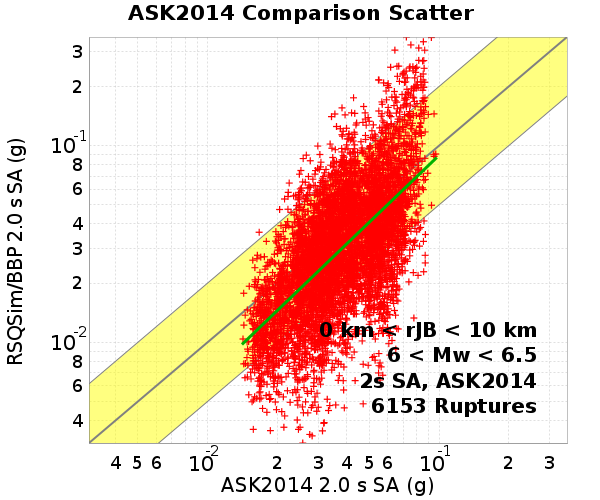 ASK2014 Comparison Scatter
RSQSim/BBP 2.0 s SA (g)
3
2
10-1
8
6
4
3
2
10-2
8
6
4
0 km < rJB < 10 km
6 < Mw < 6.5
2s SA, ASK2014
6153 Ruptures
4 5 6 10-2 2 3 4 5 6 10-1 2 3
ASK2014 2.0 s SA (g)